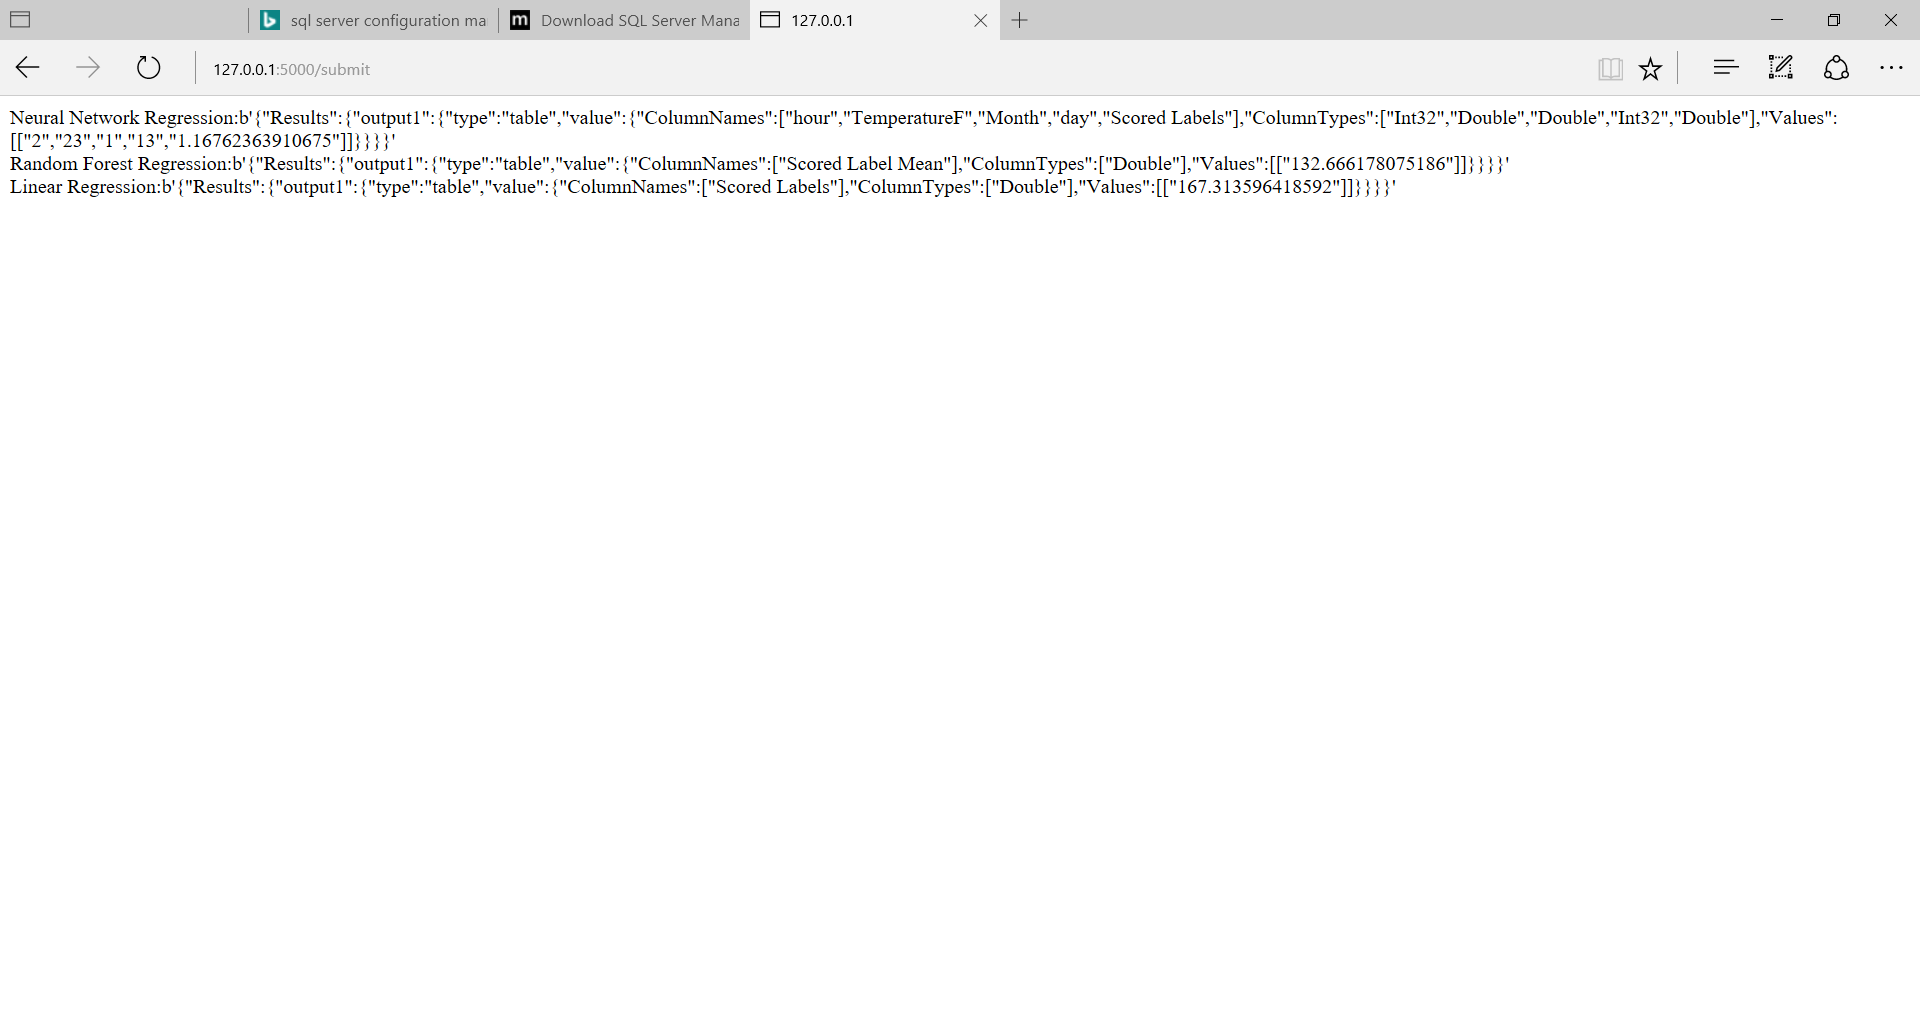 sql server configuration ma
Download SQL Server Mana
127.0.0.1
127.0.0.1:5000/submit
Neural Network Regression:b'{"Results":{"output1":{"type":"table","value":{"ColumnNames":["hour","TemperatureF","Month","day","Scored Labels"],"ColumnTypes":["Int32","Double","Double","Int32","Double"],"Values":
[["2","23","1","13","1.16762363910675"]]}}}}'
Random Forest Regression:b'{"Results":{"output1":{"type":"table","value":{"ColumnNames":["Scored Label Mean"],"ColumnTypes":["Double"],"Values":[["132.666178075186"]]}}}}'
Linear Regression:b'{"Results":{"output1":{"type":"table","value":{"ColumnNames":["Scored Labels"],"ColumnTypes":["Double"],"Values":[["167.313596418592"]]}}}}'